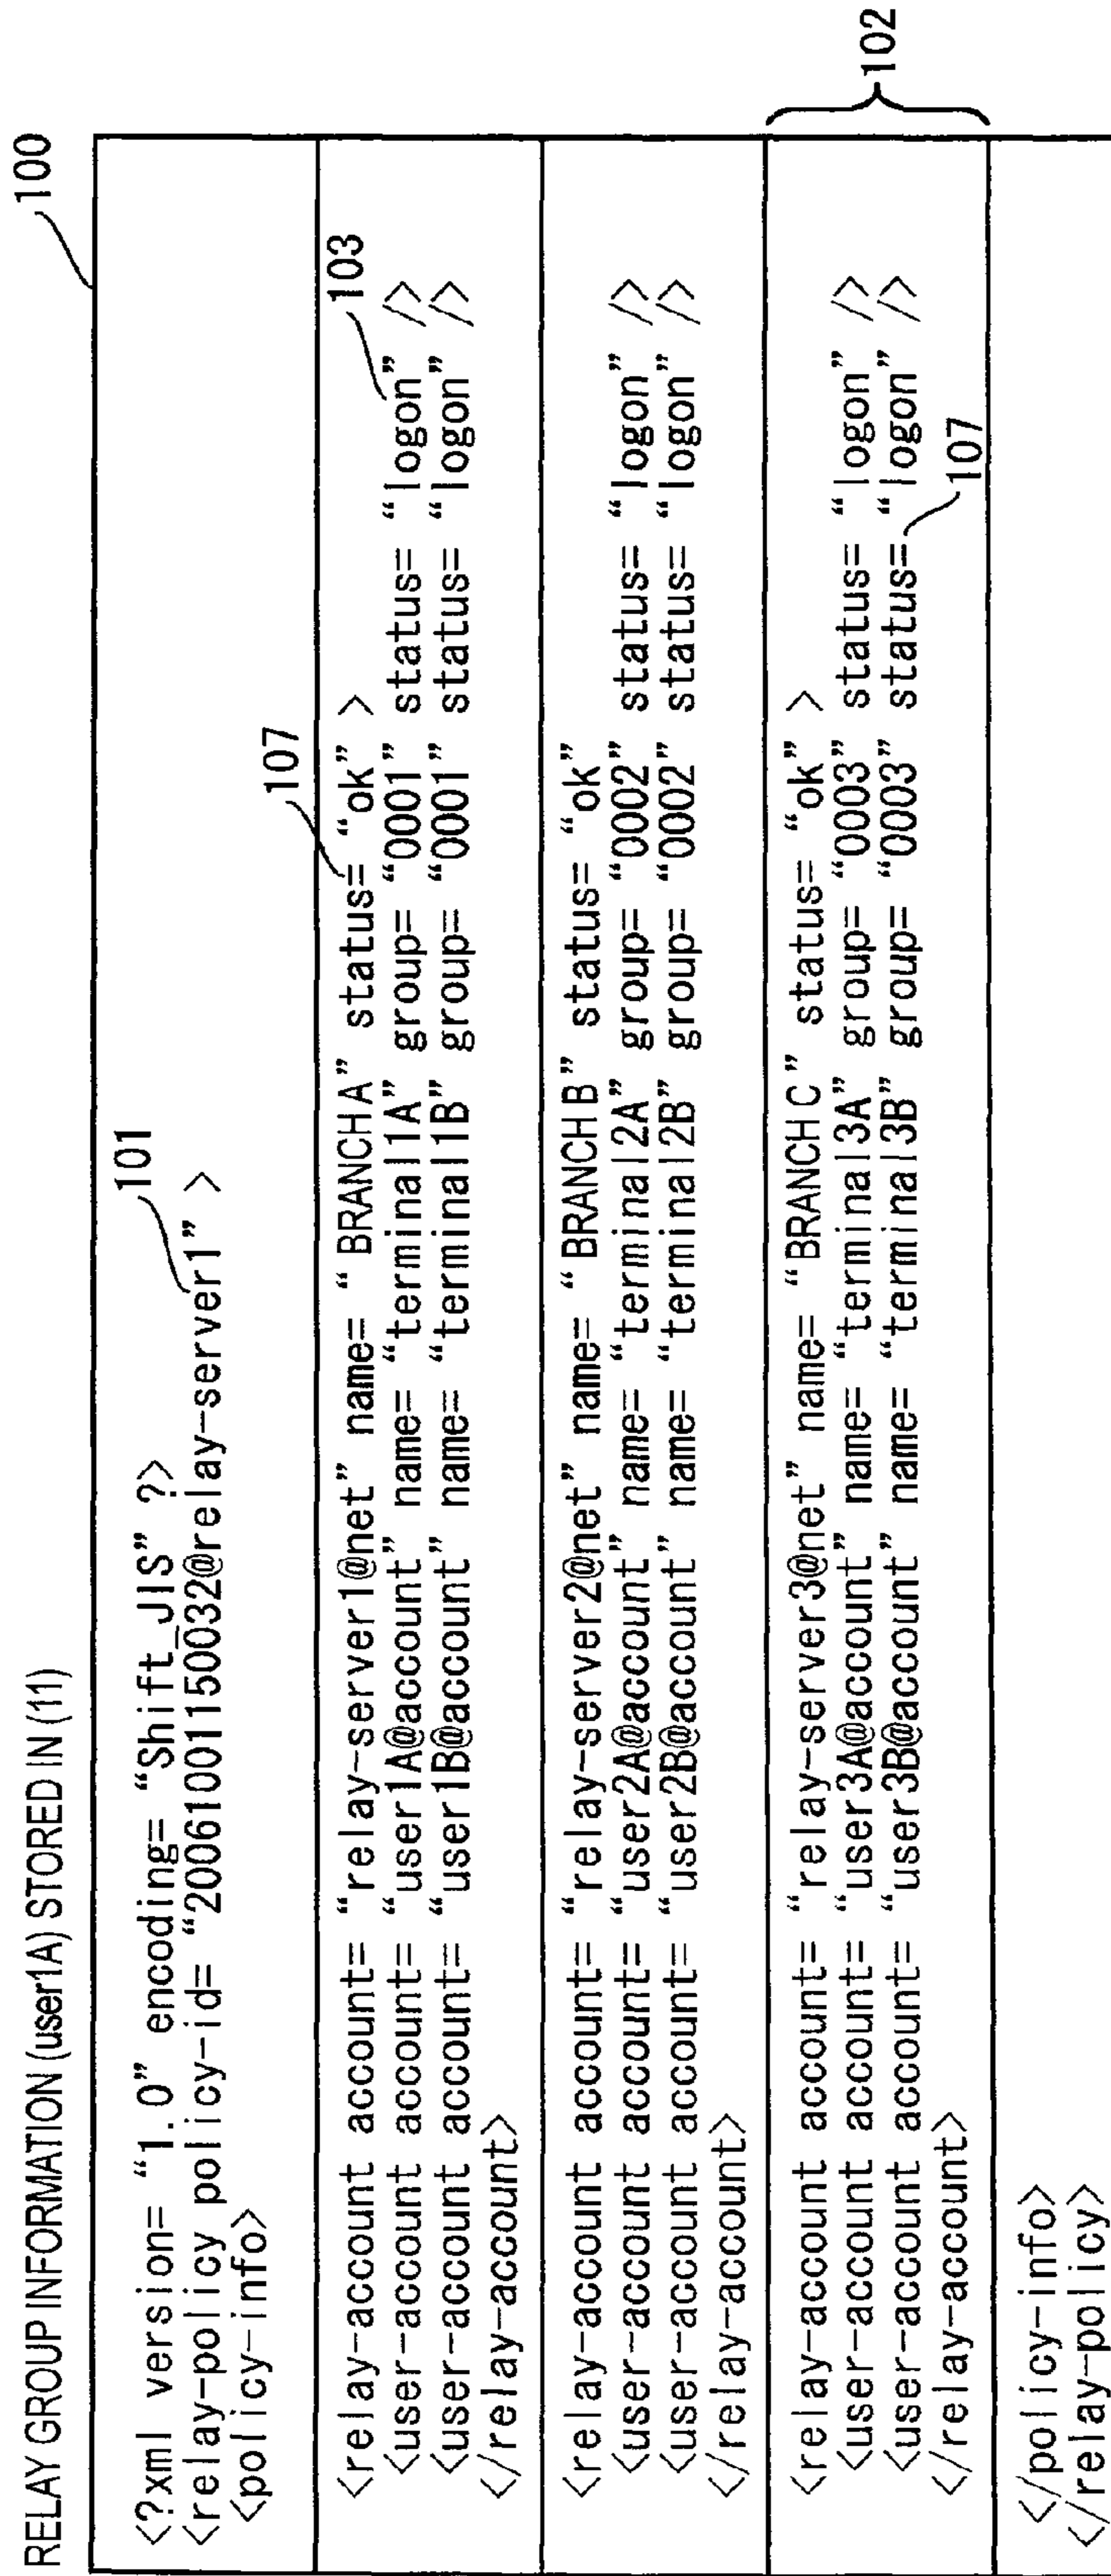 RELAY GROUP INFORMATION (user1A) STORED IN (11)
100
<?xml version= “1.0” encoding= “Shift_JIS” ?>
101
<relay-policy policy-id= “20061001150032@relay-server1” >
<policy-info>
107
103
<relay-account account= “relay-server1@net” name= “BRANCH A” status= “ok” >
<user-account account= “user1A@account” name= “terminal1A” group= “0001” status= “logon” />
<user-account account= “user1B@account” name= “terminal1B” group= “0001” status= “logon” />
</relay-account>
<relay-account account= “relay-server2@net” name= “BRANCH B” status= “ok”
<user-account account= “user2A@account” name= “terminal2A” group= “0002” status= “logon” />
<user-account account= “user2B@account” name= “terminal2B” group= “0002” status= “logon” />
</relay-account>
<relay-account account= “relay-server3@net” name= “BRANCH C” status= “ok” >
<user-account account= “user3A@account” name= “terminal3A” group= “0003” status= “logon” />
<user-account account= “user3B@account” name= “terminal3B” group= “0003” status= “logon” />
</relay-account>
107
102
</policy-info>
</relay-policy>